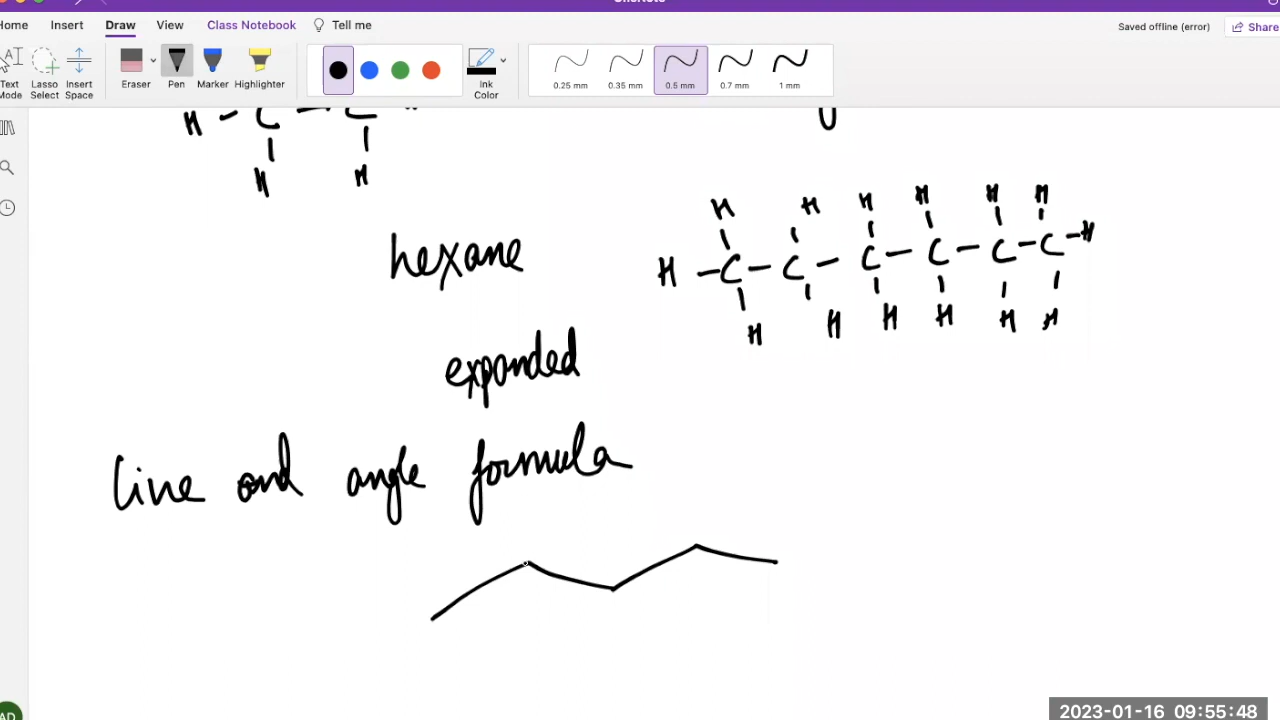 OneNote
Home Insert Draw View Class Notebook Tell me
Saved offline (error) Share
Text Mode Lasso Select Insert Space Eraser Pen Marker Highlighter Ink Color 0.25 mm 0.35 mm 0.5 mm 0.7 mm 1 mm
H - C - C
H H
H H H H H H
H - C - C - C - C - C - C - H
H H H H H H
hexane
expanded
line and angle formula
AD
2023-01-16 09:55:48